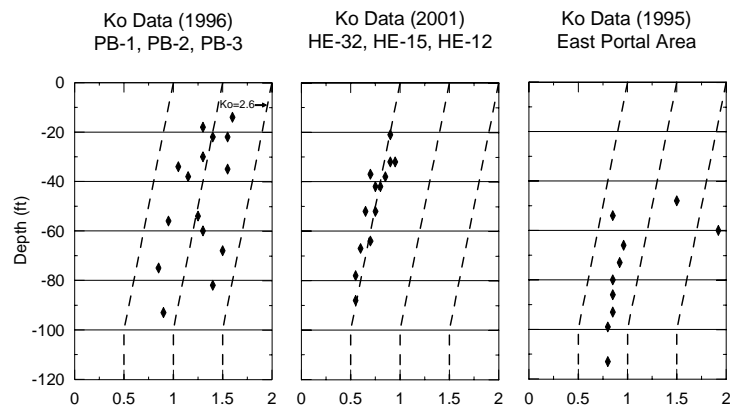 Ko Data (1996)
PB-1, PB-2, PB-3
Ko Data (2001)
HE-32, HE-15, HE-12
Ko Data (1995)
East Portal Area
Depth (ft)
0
-20
-40
-60
-80
-100
-120
Ko=2.6
0 0.5 1 1.5 2
0 0.5 1 1.5 2
0 0.5 1 1.5 2